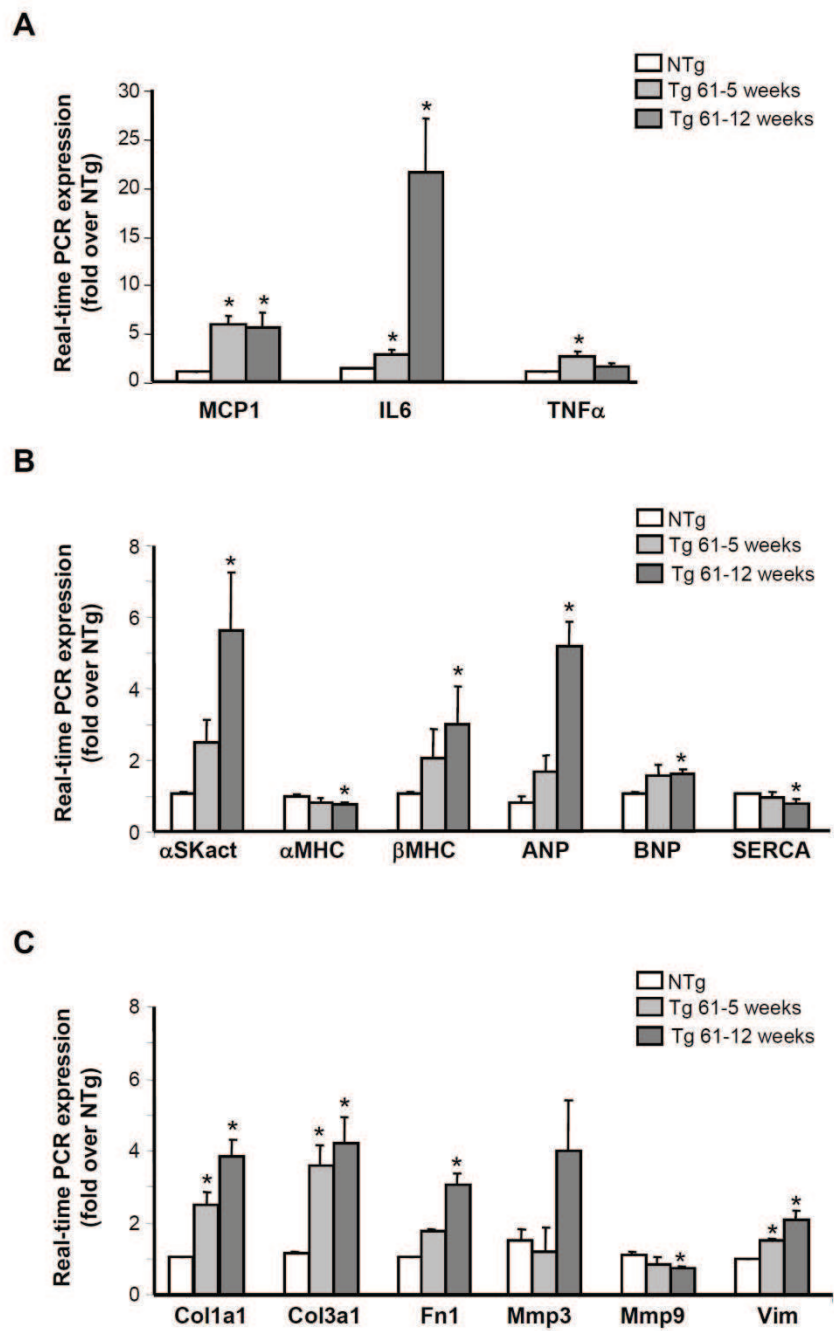 A
NTg
Tg 61-5 weeks
Tg 61-12 weeks
Real-time PCR expression
(fold over NTg)
30
25
20
15
10
5
0
*
*
*
*
*
MCP1
IL6
TNFα
B
NTg
Tg 61-5 weeks
Tg 61-12 weeks
Real-time PCR expression
(fold over NTg)
8
6
4
2
0
*
*
*
*
*
*
αSKact
αMHC
βMHC
ANP
BNP
SERCA
C
NTg
Tg 61-5 weeks
Tg 61-12 weeks
Real-time PCR expression
(fold over NTg)
8
6
4
2
0
*
*
*
*
*
*
*
*
Col1a1
Col3a1
Fn1
Mmp3
Mmp9
Vim